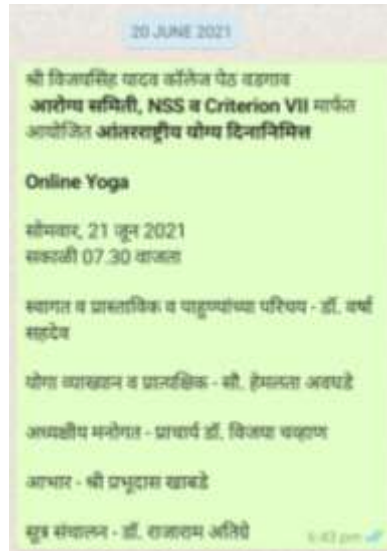 20 JUNE 2021
श्री विजयसिंह यादव कॉलेज पेठ वडगाव
आरोग्य समिती, NSS व Criterion VII मार्फत
आयोजित आंतरराष्ट्रीय योग्य दिनानिमित्त
Online Yoga
सोमवार, 21 जून 2021
सकाळी 07.30 वाजता
स्वागत व प्रास्ताविक व पाहुण्यांच्या परिचय - डॉ. वर्षा
सहदेव
योगा व्याख्यान व प्रात्यक्षिक - सौ. हेमलता अवघडे
अध्यक्षीय मनोगत - प्राचार्य डॉ. विजया चव्हाण
आभार - श्री प्रभूदास खाबडे
सूत्र संचालन - डॉ. राजाराम अतिग्रे
6:43 pm